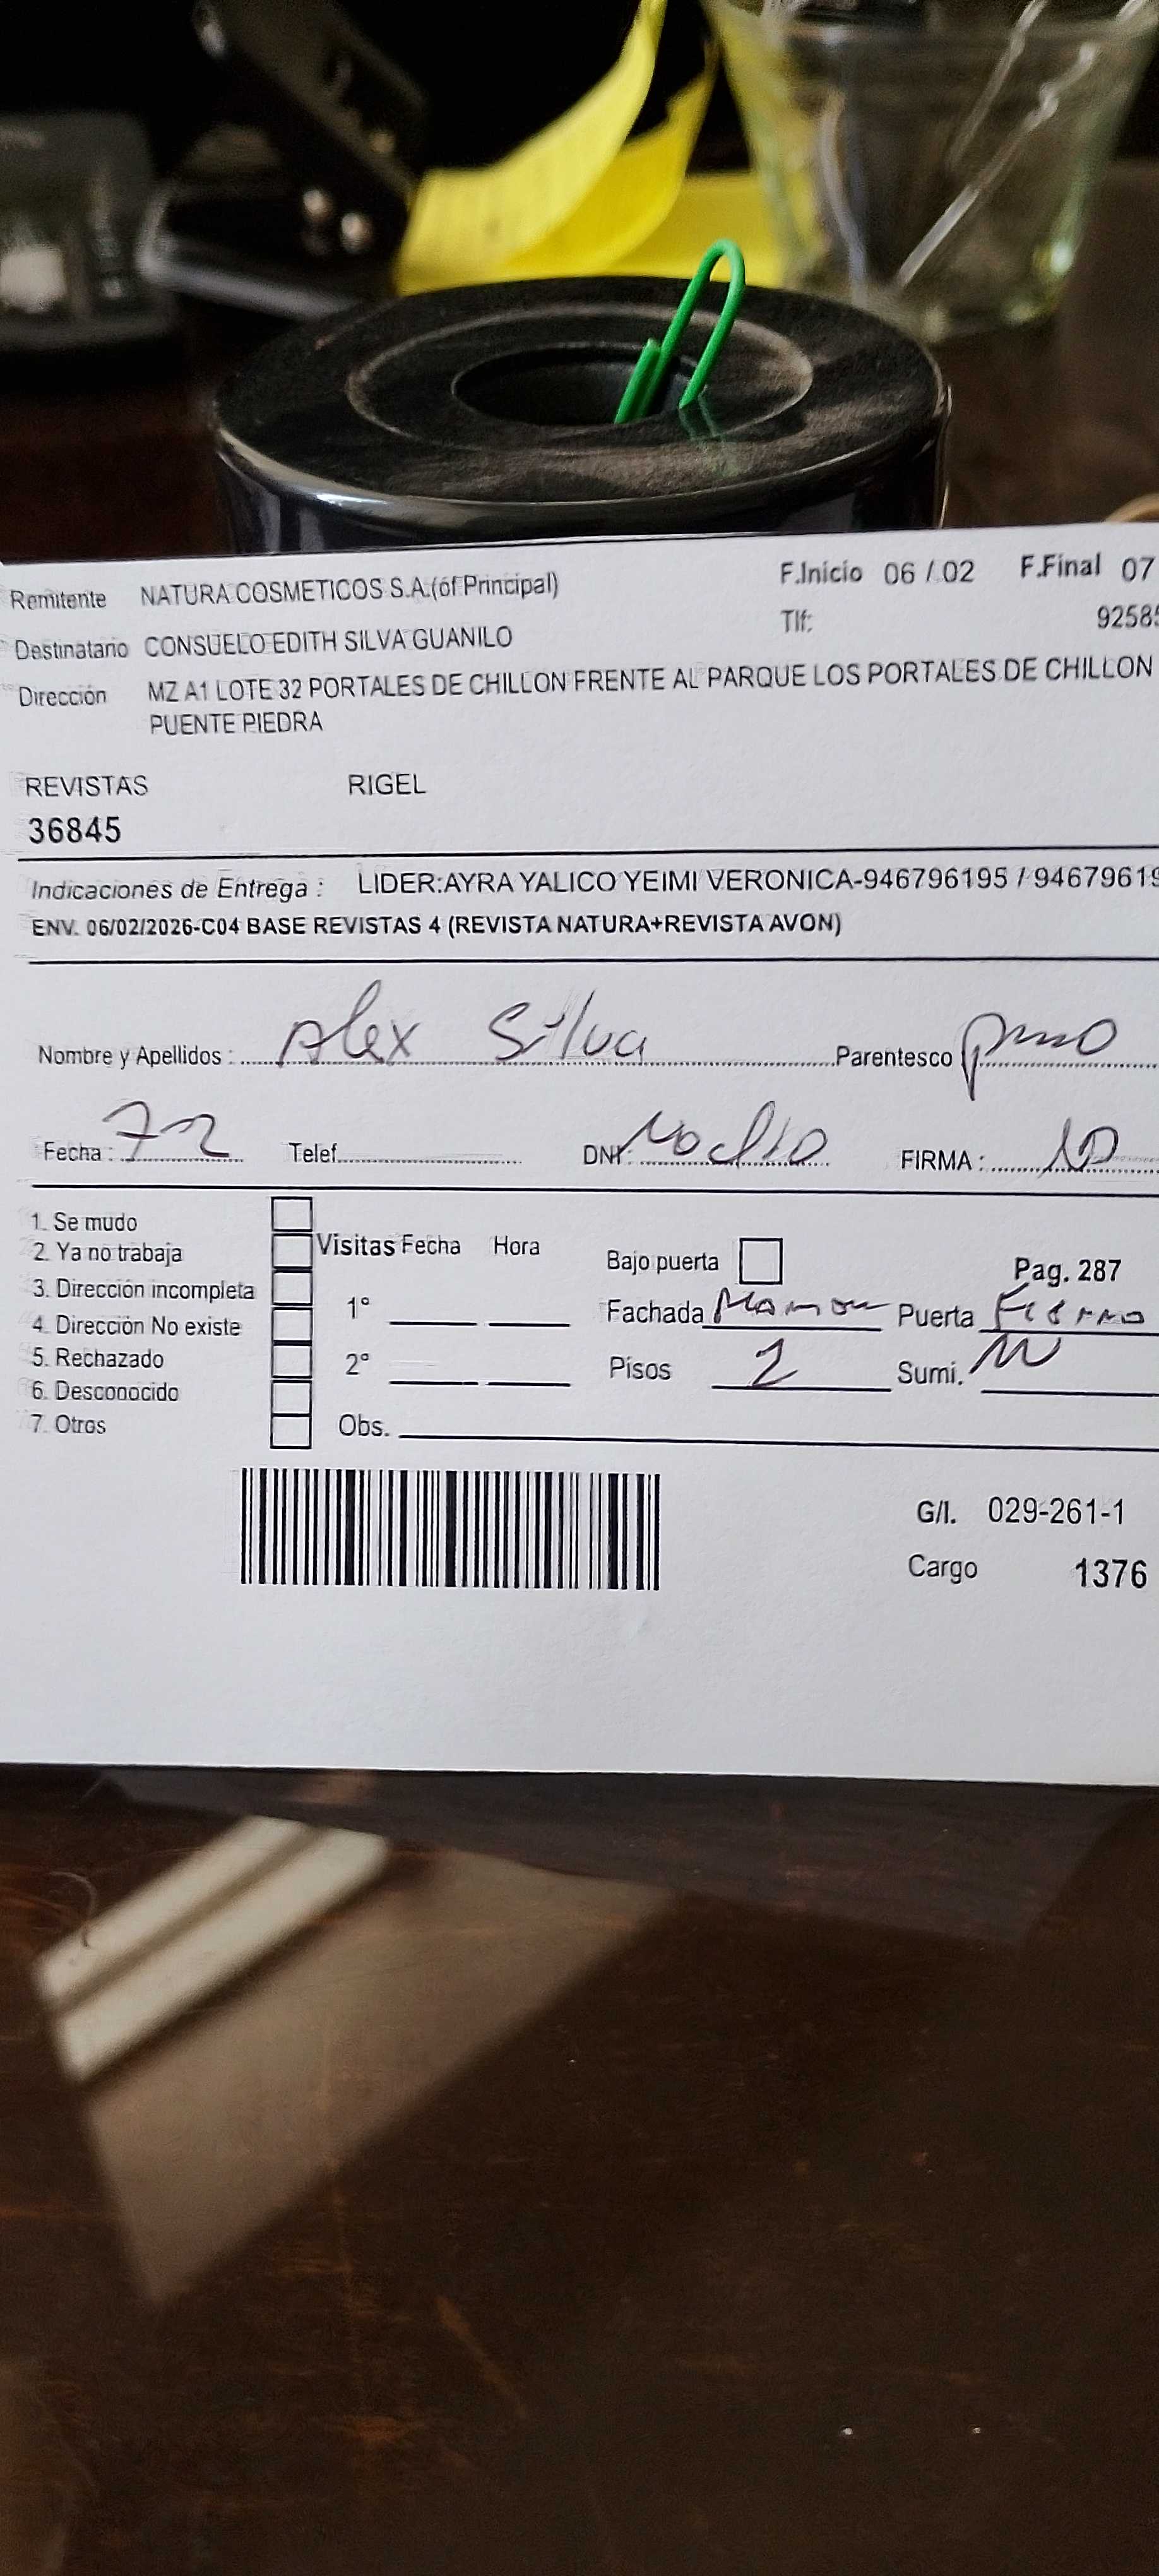 Remitente NATURA COSMETICOS S.A.(of.Principal) F.Inicio 06 / 02 F.Final 07
Tlf: 9258
Destinatario CONSUELO EDITH SILVA GUANILO
Dirección MZ A1 LOTE 32 PORTALES DE CHILLON FRENTE AL PARQUE LOS PORTALES DE CHILLON
PUENTE PIEDRA
REVISTAS RIGEL
36845
Indicaciones de Entrega : LIDER:AYRA YALICO YEIMI VERONICA-946796195 / 94679619
ENV. 06/02/2026-C04 BASE REVISTAS 4 (REVISTA NATURA+REVISTA AVON)
Nombre y Apellidos : Alex Silva Parentesco
Fecha : Telef. DNI: No dio FIRMA :
1. Se mudo
2. Ya no trabaja Visitas Fecha Hora Bajo puerta Pag. 287
3. Dirección incompleta
4. Dirección No existe 1° Fachada Puerta Fierro
5. Rechazado 2° Pisos 2 Sumi.
6. Desconocido
7. Otros Obs.
G/I. 029-261-1
Cargo 1376